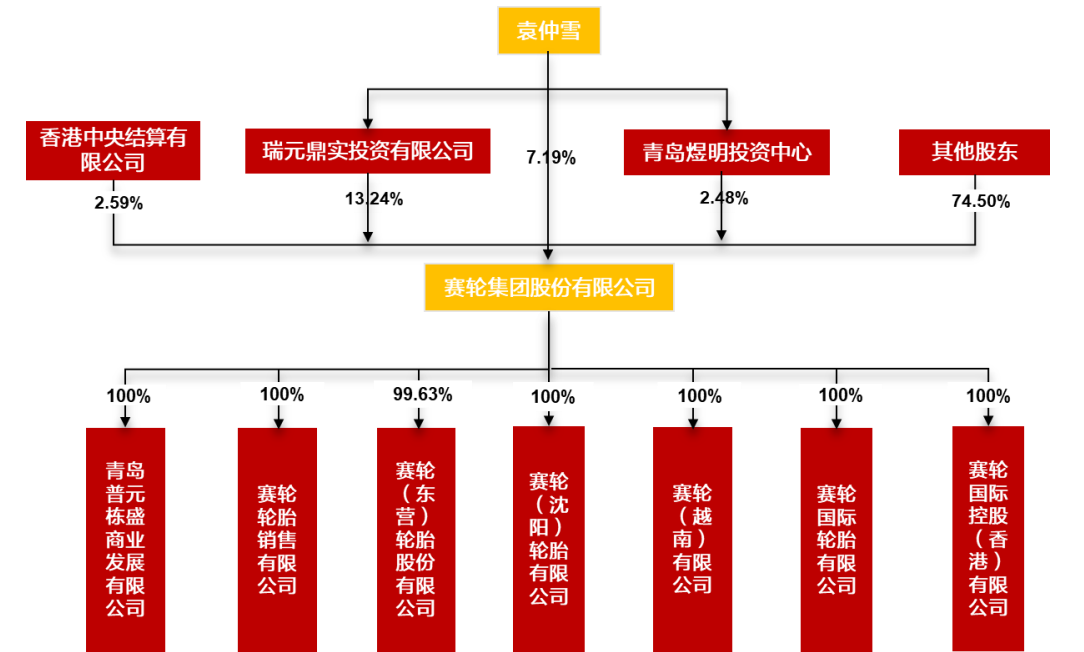 袁仲雪
香港中央结算有
限公司
瑞元鼎实投资有限公司
7.19%
青岛煜明投资中心
其他股东
2.59%
13.24%
2.48%
74.50%
赛轮集团股份有限公司
100%
100%
99.63%
100%
100%
100%
100%
青岛
普元
栋盛
商业
发展
有限
公司
赛轮
轮胎
销售
有限
公司
赛轮
（东
营）
轮胎
股份
有限
公司
赛轮
（沈
阳）
轮胎
有限
公司
赛轮
（越
南）
有限
公司
赛轮
国际
轮胎
有限
公司
赛轮
国际
控股
（香
港）
有限
公司